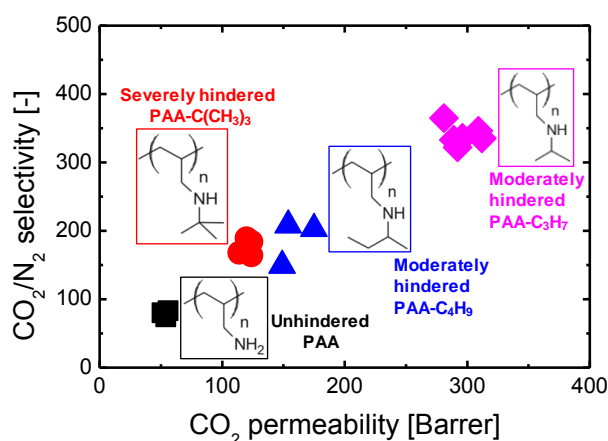 500
400
300
200
100
0
CO₂/N₂ selectivity [-]
Severely hindered
PAA-C(CH₃)₃
n
NH
n
NH
n
NH
Moderately
hindered
PAA-C₃H₇
Moderately
hindered
PAA-C₄H₉
n
NH₂
Unhindered
PAA
0 100 200 300 400
CO₂ permeability [Barrer]